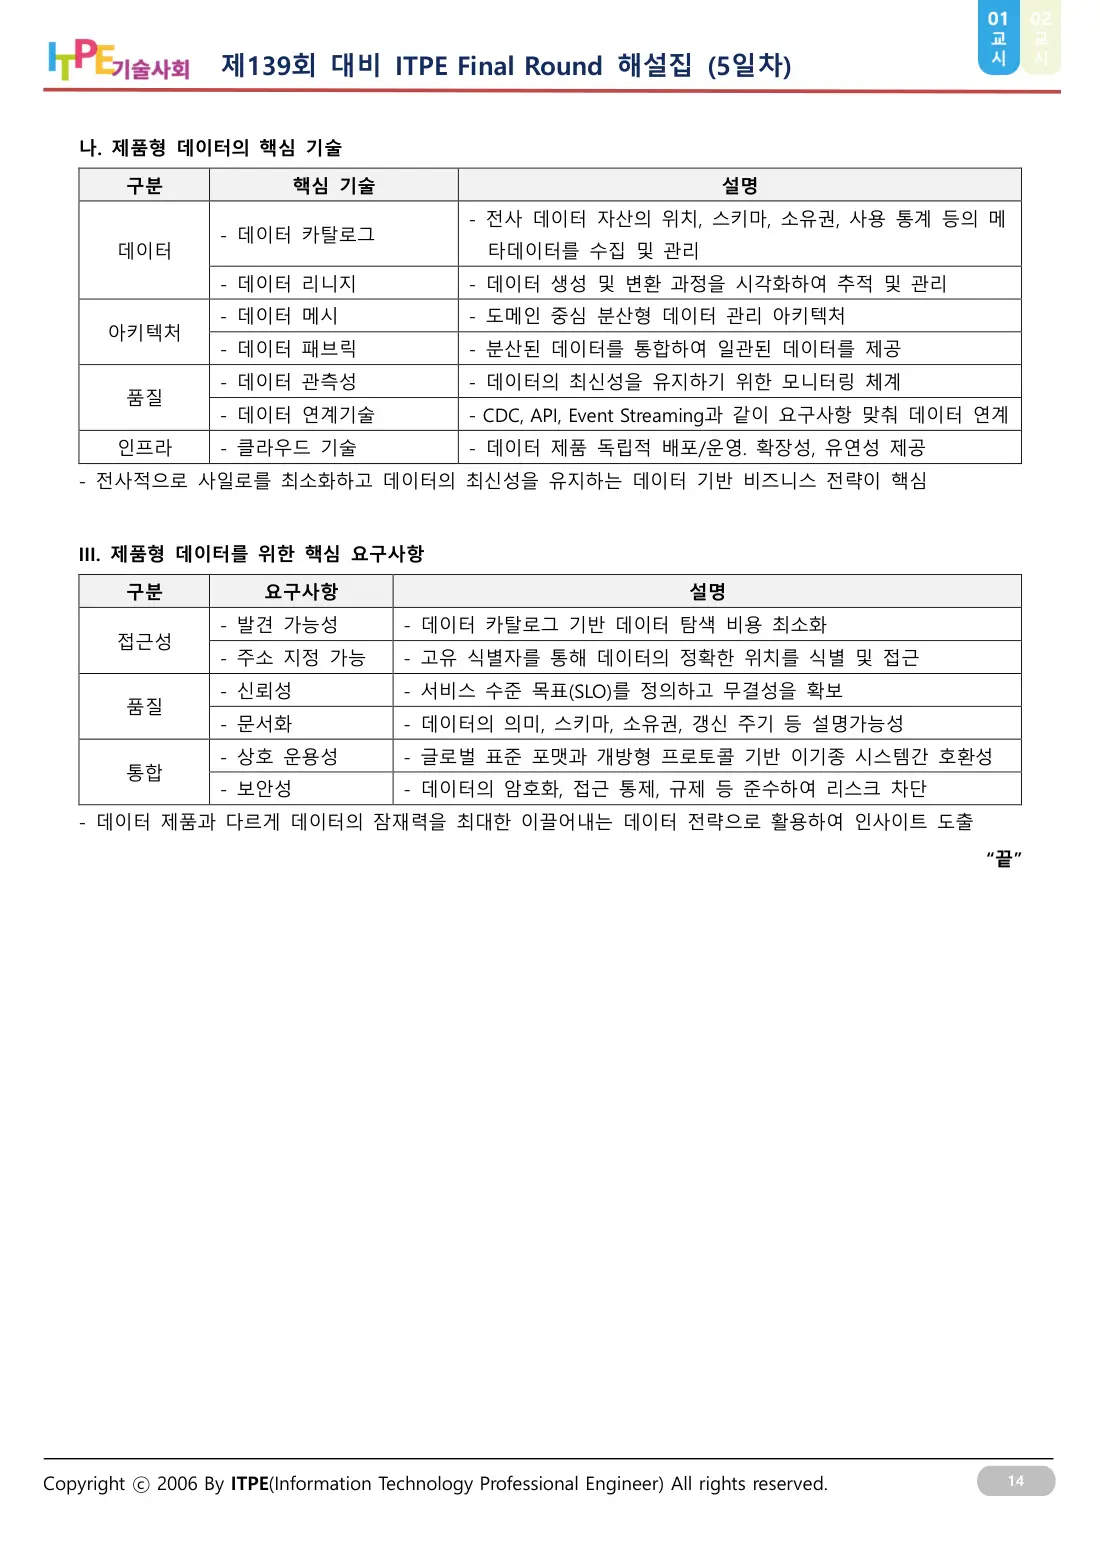 ITPE기술사회 제139회 대비 ITPE Final Round 해설집 (5일차)
01 교시
02 교시
나. 제품형 데이터의 핵심 기술
구분 핵심 기술 설명
데이터 - 데이터 카탈로그 - 전사 데이터 자산의 위치, 스키마, 소유권, 사용 통계 등의 메
타데이터를 수집 및 관리
- 데이터 리니지 - 데이터 생성 및 변환 과정을 시각화하여 추적 및 관리
아키텍처 - 데이터 메시 - 도메인 중심 분산형 데이터 관리 아키텍처
- 데이터 패브릭 - 분산된 데이터를 통합하여 일관된 데이터를 제공
품질 - 데이터 관측성 - 데이터의 최신성을 유지하기 위한 모니터링 체계
- 데이터 연계기술 - CDC, API, Event Streaming과 같이 요구사항 맞춰 데이터 연계
인프라 - 클라우드 기술 - 데이터 제품 독립적 배포/운영. 확장성, 유연성 제공
- 전사적으로 사일로를 최소화하고 데이터의 최신성을 유지하는 데이터 기반 비즈니스 전략이 핵심
III. 제품형 데이터를 위한 핵심 요구사항
구분 요구사항 설명
접근성 - 발견 가능성 - 데이터 카탈로그 기반 데이터 탐색 비용 최소화
- 주소 지정 가능 - 고유 식별자를 통해 데이터의 정확한 위치를 식별 및 접근
품질 - 신뢰성 - 서비스 수준 목표(SLO)를 정의하고 무결성을 확보
- 문서화 - 데이터의 의미, 스키마, 소유권, 갱신 주기 등 설명가능성
통합 - 상호 운용성 - 글로벌 표준 포맷과 개방형 프로토콜 기반 이기종 시스템간 호환성
- 보안성 - 데이터의 암호화, 접근 통제, 규제 등 준수하여 리스크 차단
- 데이터 제품과 다르게 데이터의 잠재력을 최대한 이끌어내는 데이터 전략으로 활용하여 인사이트 도출
“끝”
Copyright ⓒ 2006 By ITPE(Information Technology Professional Engineer) All rights reserved.
14